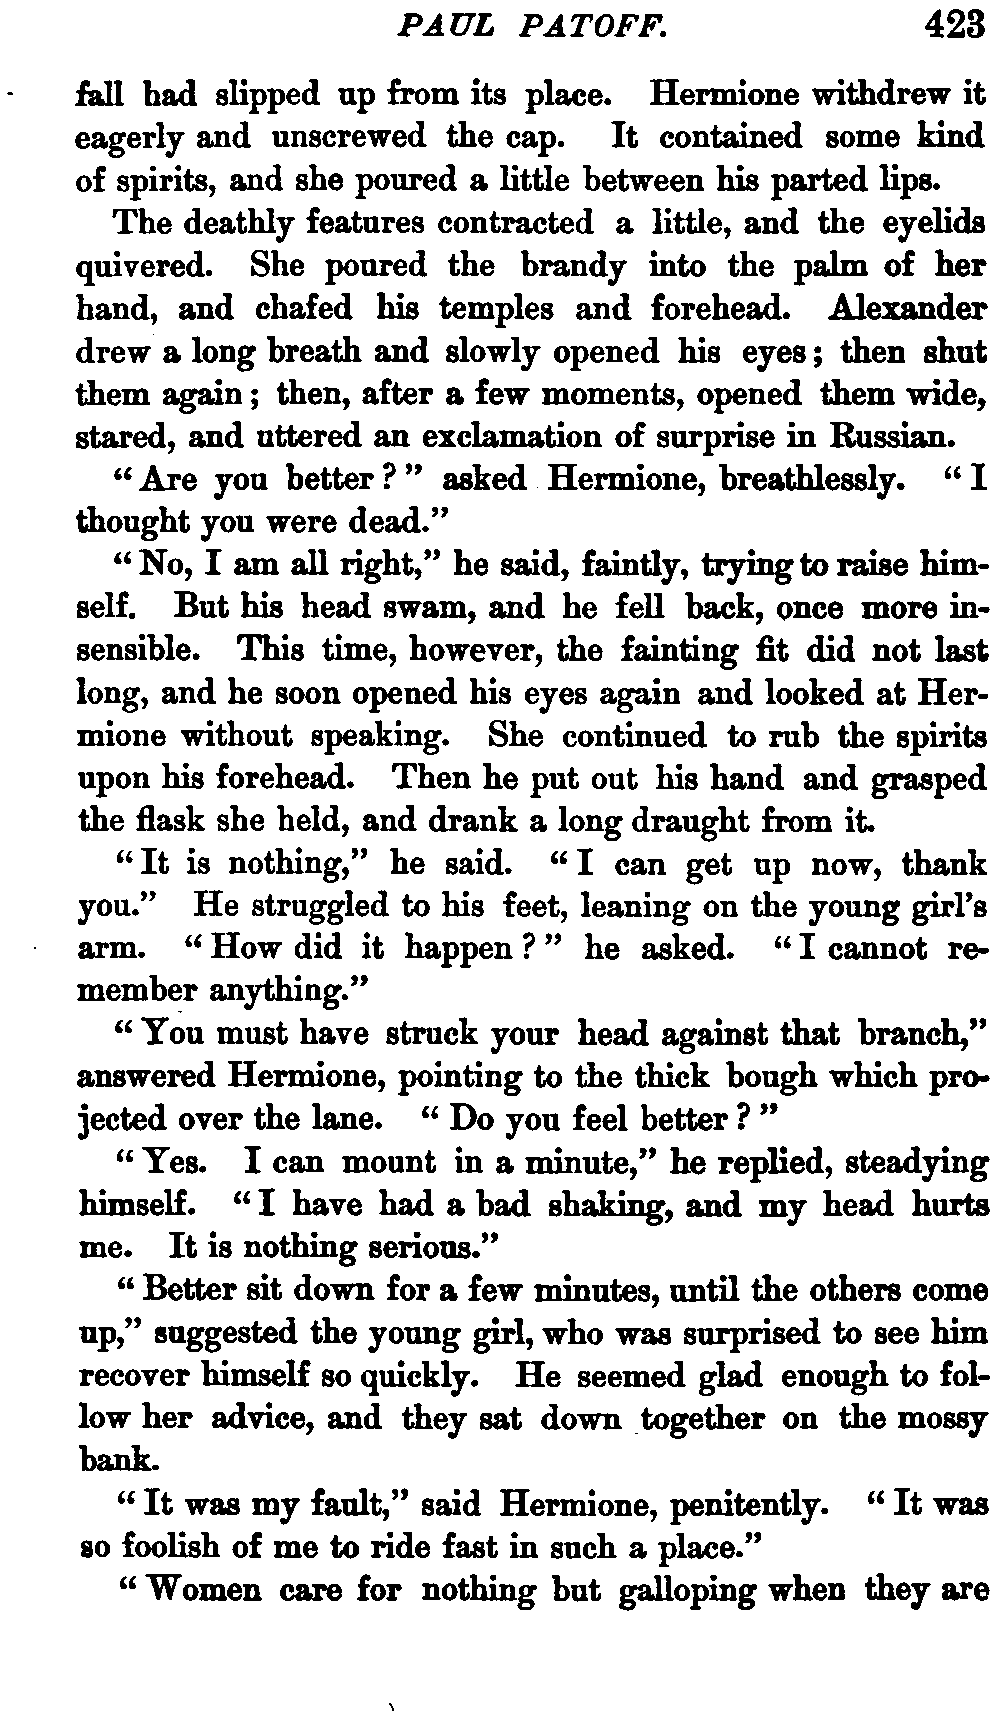 PAUL PATOFF. 423
fall had slipped up from its place. Hermione withdrew it
eagerly and unscrewed the cap. It contained some kind
of spirits, and she poured a little between his parted lips.
The deathly features contracted a little, and the eyelids
quivered. She poured the brandy into the palm of her
hand, and chafed his temples and forehead. Alexander
drew a long breath and slowly opened his eyes; then shut
them again; then, after a few moments, opened them wide,
stared, and uttered an exclamation of surprise in Russian.
“Are you better?” asked Hermione, breathlessly. “I
thought you were dead.”
“No, I am all right,” he said, faintly, trying to raise him-
self. But his head swam, and he fell back, once more in-
sensible. This time, however, the fainting fit did not last
long, and he soon opened his eyes again and looked at Her-
mione without speaking. She continued to rub the spirits
upon his forehead. Then he put out his hand and grasped
the flask she held, and drank a long draught from it.
“It is nothing,” he said. “I can get up now, thank
you.” He struggled to his feet, leaning on the young girl's
arm. “How did it happen?” he asked. “I cannot re-
member anything.”
“You must have struck your head against that branch,”
answered Hermione, pointing to the thick bough which pro-
jected over the lane. “Do you feel better?”
“Yes. I can mount in a minute,” he replied, steadying
himself. “I have had a bad shaking, and my head hurts
me. It is nothing serious.”
“Better sit down for a few minutes, until the others come
up,” suggested the young girl, who was surprised to see him
recover himself so quickly. He seemed glad enough to fol-
low her advice, and they sat down together on the mossy
bank.
“It was my fault,” said Hermione, penitently. “It was
so foolish of me to ride fast in such a place.”
“Women care for nothing but galloping when they are